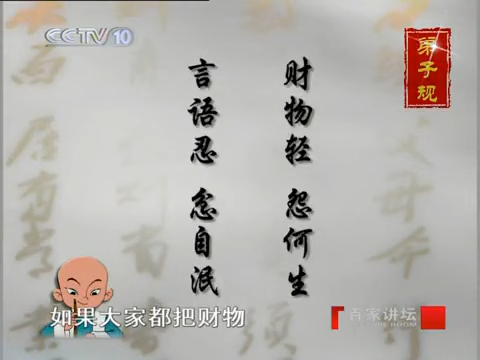 CCTV 10
弟子规
财物轻 怨何生
言语忍 忿自泯
如果大家都把财物
百家讲坛